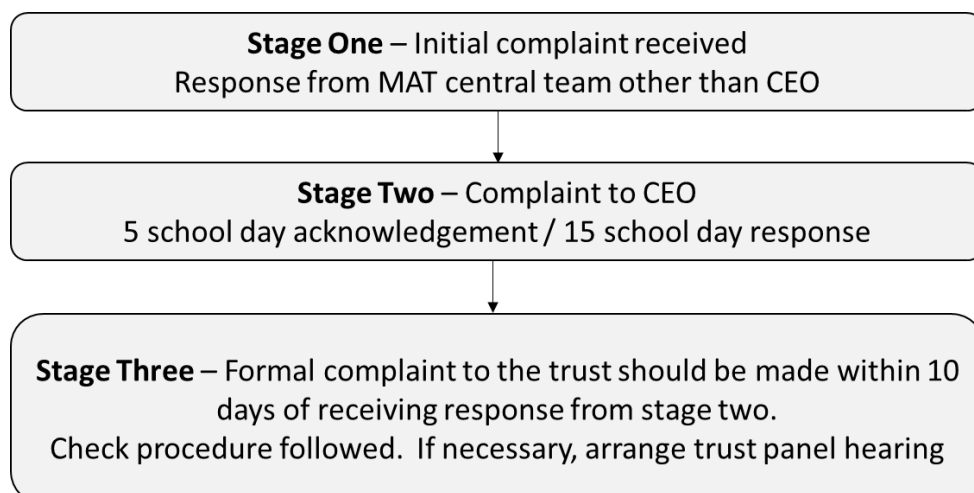 Stage One – Initial complaint received
Response from MAT central team other than CEO
Stage Two – Complaint to CEO
5 school day acknowledgement / 15 school day response
Stage Three – Formal complaint to the trust should be made within 10
days of receiving response from stage two.
Check procedure followed.  If necessary, arrange trust panel hearing